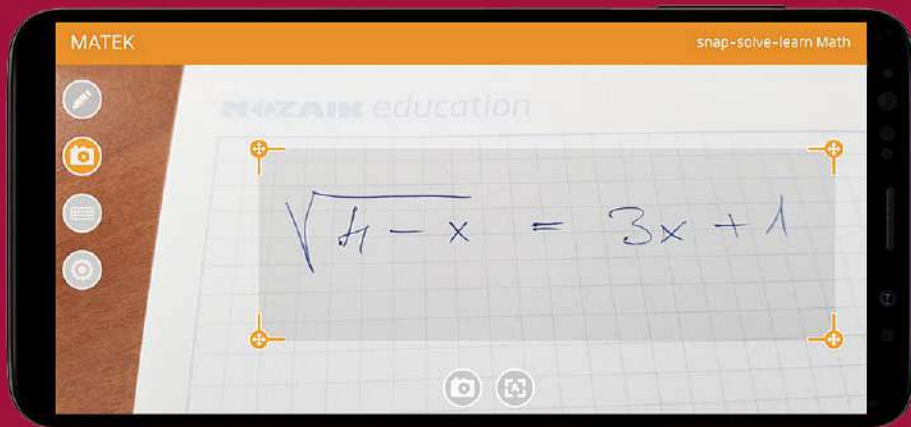 MATEK
snap-solve-learn Math
MOZAIK education
√4-x = 3x+1